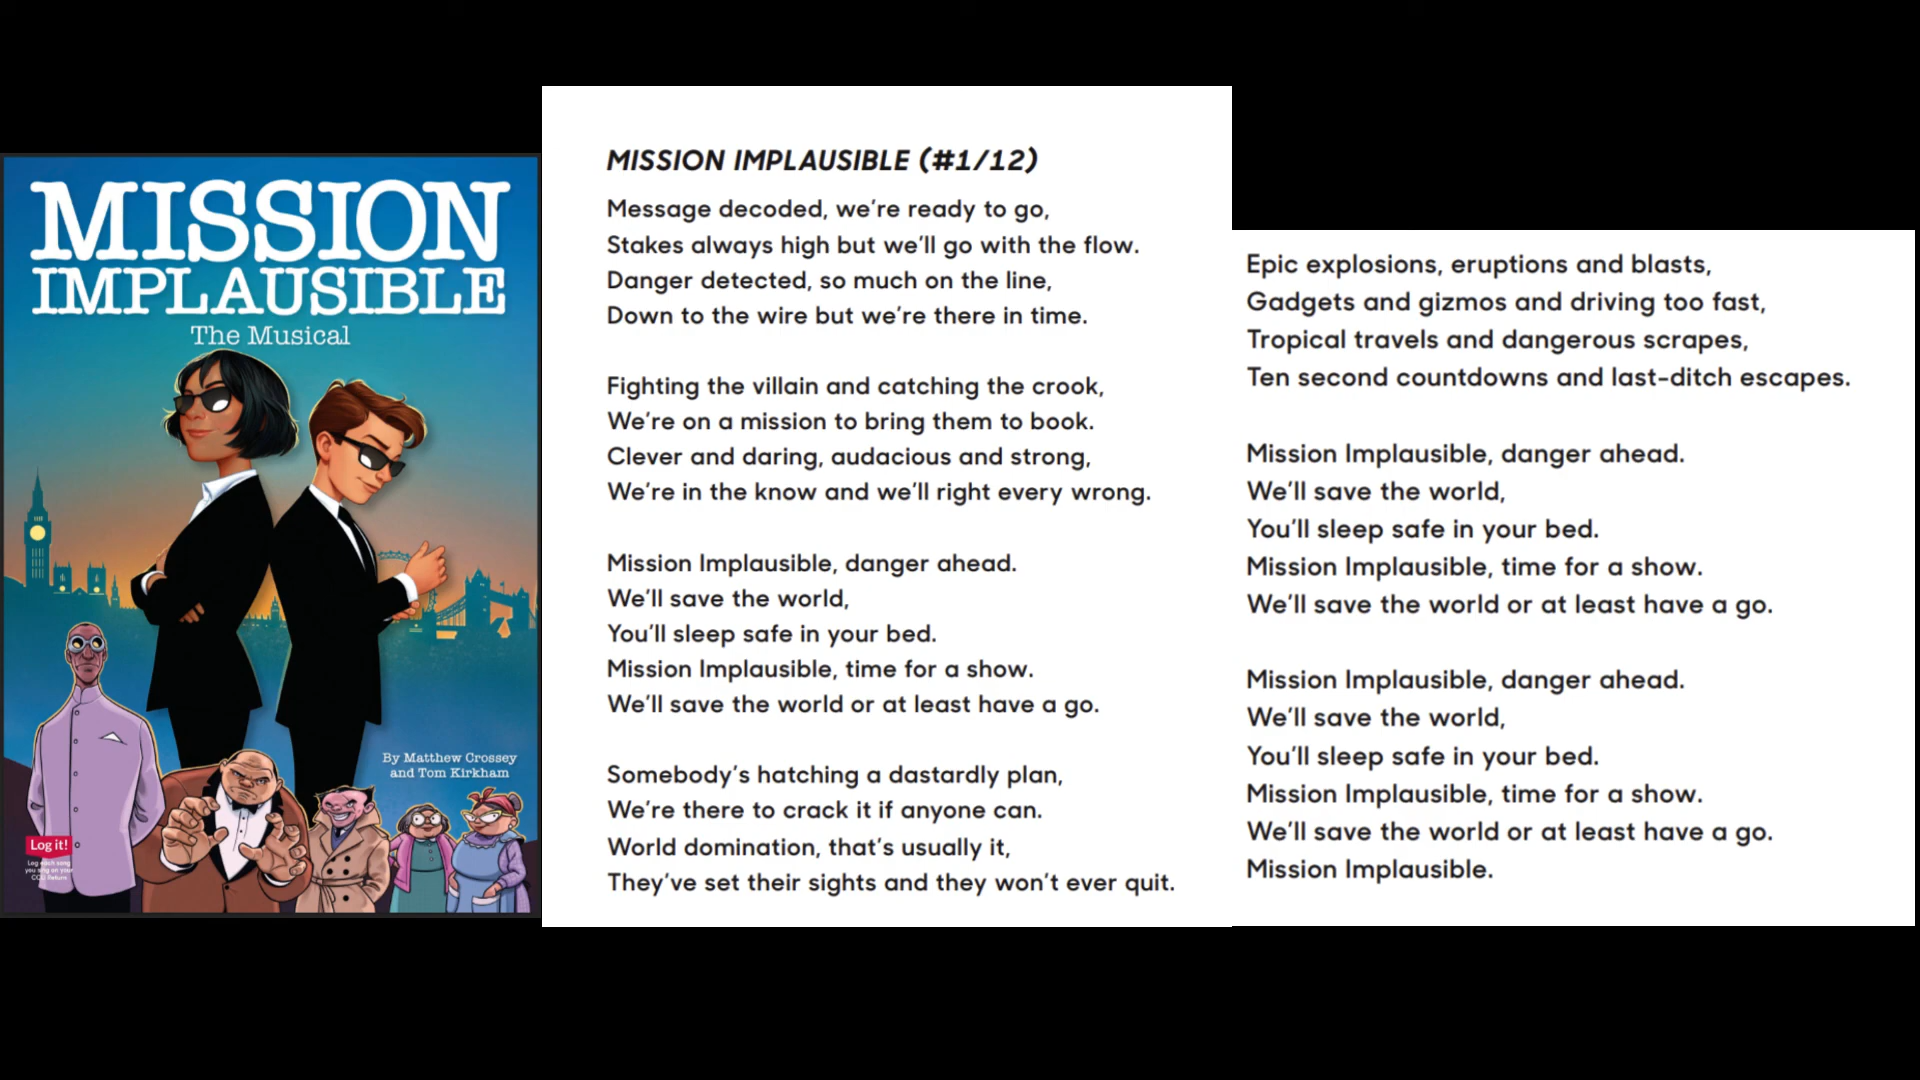 MISSION
IMPLAUSIBLE
The Musical
By Matthew Crossey
and Tom Kirkham
Log it!
Log each song
you sing on your
CCLI Return
MISSION IMPLAUSIBLE (#1/12)
Message decoded, we’re ready to go,
Stakes always high but we’ll go with the flow.
Danger detected, so much on the line,
Down to the wire but we’re there in time.
Fighting the villain and catching the crook,
We’re on a mission to bring them to book.
Clever and daring, audacious and strong,
We’re in the know and we’ll right every wrong.
Mission Implausible, danger ahead.
We’ll save the world,
You’ll sleep safe in your bed.
Mission Implausible, time for a show.
We’ll save the world or at least have a go.
Somebody’s hatching a dastardly plan,
We’re there to crack it if anyone can.
World domination, that’s usually it,
They’ve set their sights and they won’t ever quit.
Epic explosions, eruptions and blasts,
Gadgets and gizmos and driving too fast,
Tropical travels and dangerous scrapes,
Ten second countdowns and last-ditch escapes.
Mission Implausible, danger ahead.
We’ll save the world,
You’ll sleep safe in your bed.
Mission Implausible, time for a show.
We’ll save the world or at least have a go.
Mission Implausible, danger ahead.
We’ll save the world,
You’ll sleep safe in your bed.
Mission Implausible, time for a show.
We’ll save the world or at least have a go.
Mission Implausible.